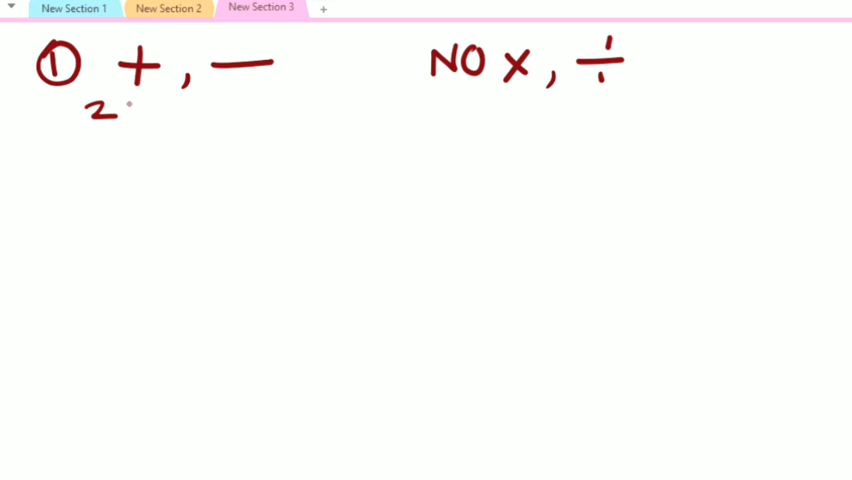 New Section 1 New Section 2 New Section 3 +
① +, — NO ×, ÷
2